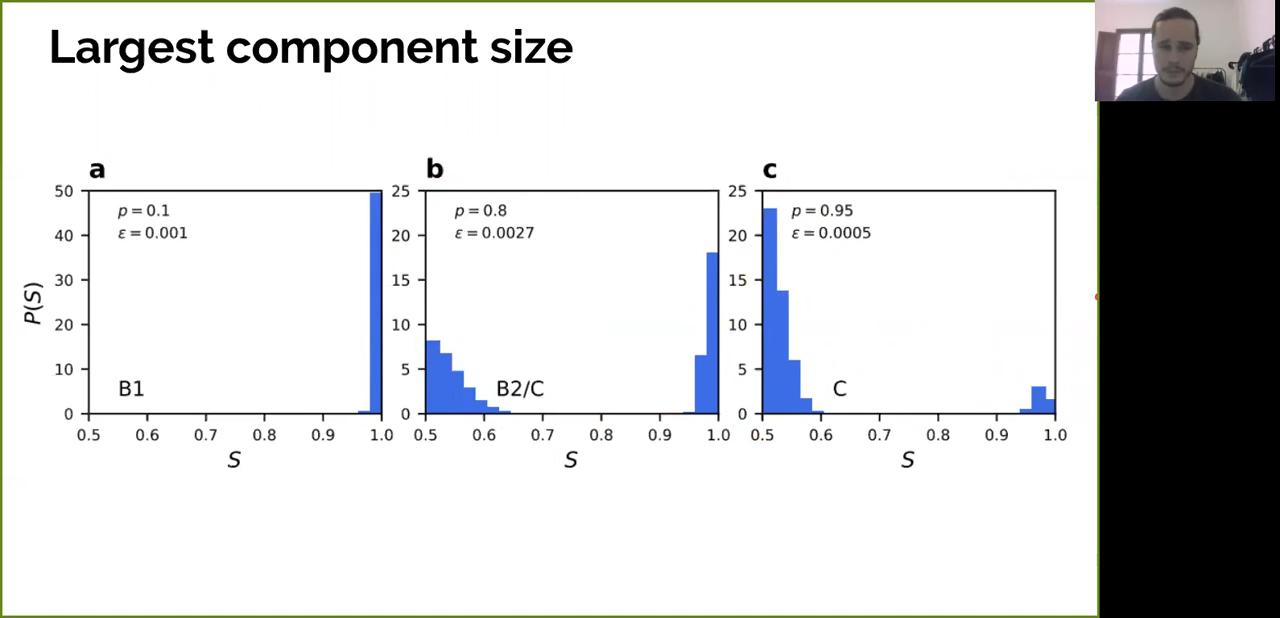 Largest component size
a
b
c
50
40
30
20
10
0
P(S)
p = 0.1
ε = 0.001
B1
0.5 0.6 0.7 0.8 0.9 1.0
S
25
20
15
10
5
0
p = 0.8
ε = 0.0027
B2/C
0.5 0.6 0.7 0.8 0.9 1.0
S
25
20
15
10
5
0
p = 0.95
ε = 0.0005
C
0.5 0.6 0.7 0.8 0.9 1.0
S